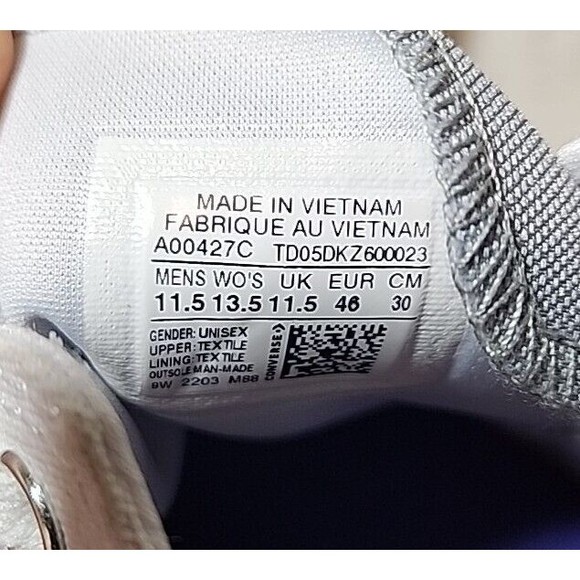 MADE IN VIETNAM
FABRIQUE AU VIETNAM
A00427C TD05DKZ600023
MENS WO'S UK EUR CM
11.5 13.5 11.5 46 30
GENDER: UNISEX
UPPER: TEXTILE
LINING: TEXTILE
OUTSOLE MAN-MADE
9W 2203 M88
CONVERSE